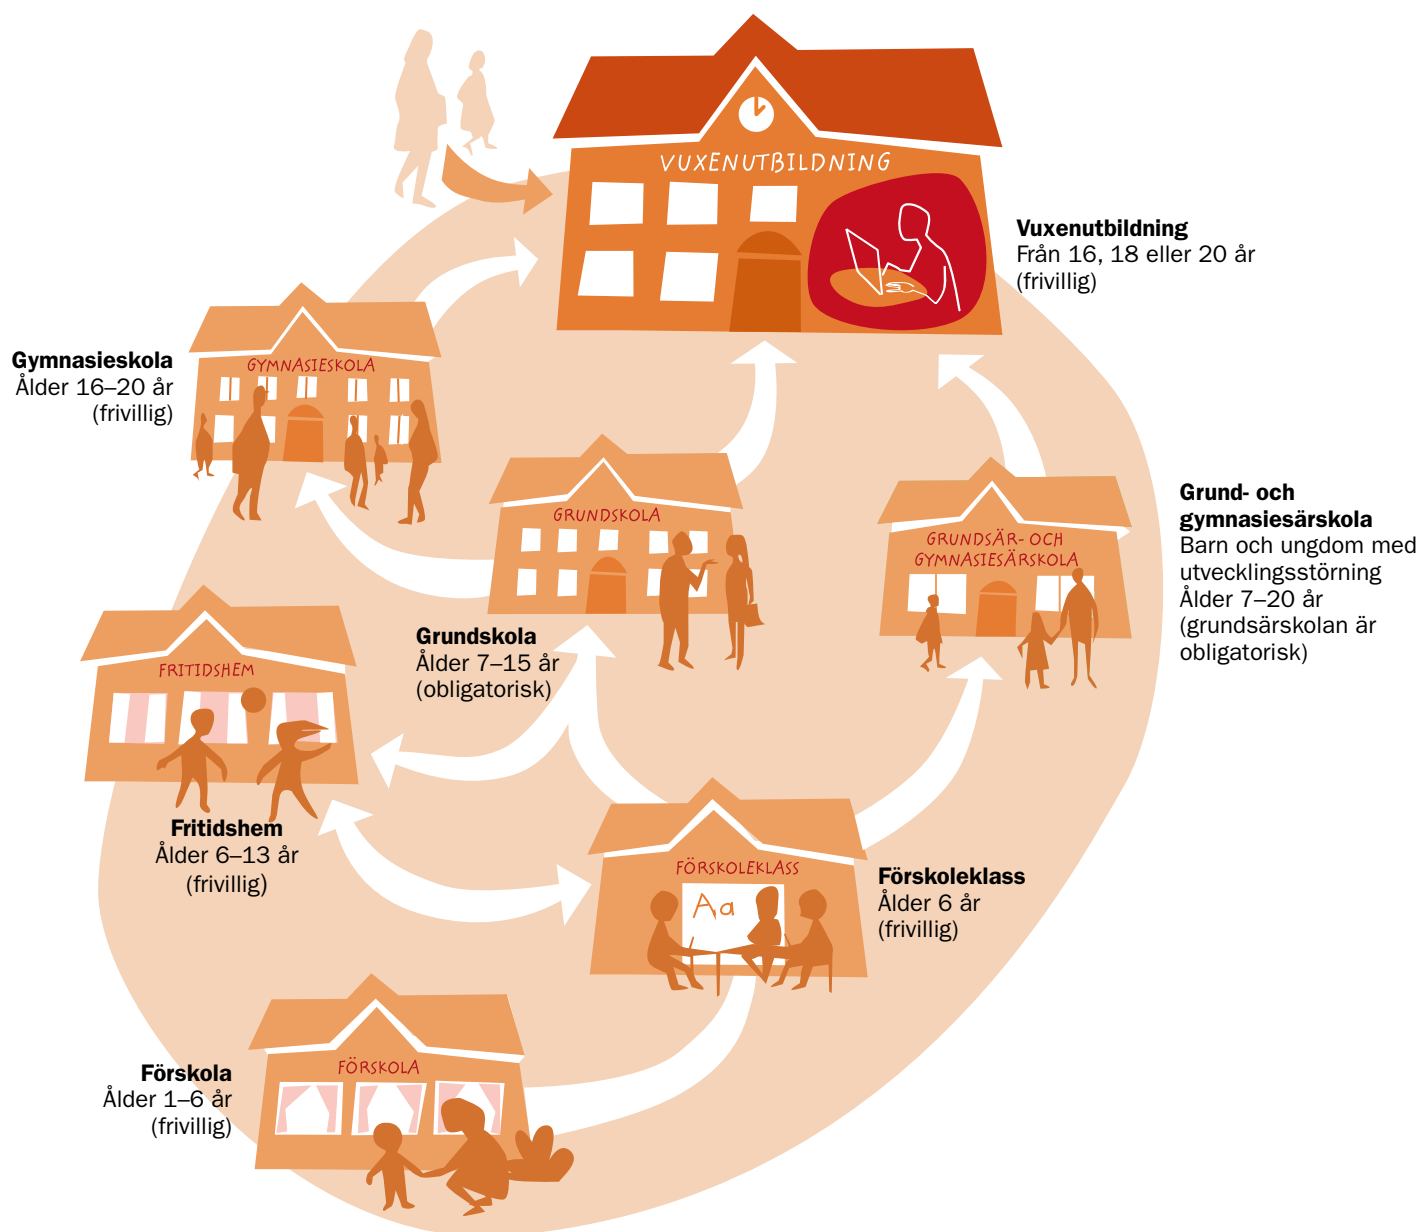 VUXENUTBILDNING
Vuxenutbildning
Från 16, 18 eller 20 år
(frivillig)
Gymnasieskola
Ålder 16–20 år
(frivillig)
GYMNASIESKOLA
GRUNDSKOLA
Grundskola
Ålder 7–15 år
(obligatorisk)
GRUNDSÄR- OCH
GYMNASIESÄRSKOLA
Grund- och
gymnasiesärskola
Barn och ungdom med
utvecklingsstörning
Ålder 7–20 år
(grundsärskolan är
obligatorisk)
FRITIDSHEM
Fritidshem
Ålder 6–13 år
(frivillig)
FÖRSKOLEKLASS
Aa
Förskoleklass
Ålder 6 år
(frivillig)
FÖRSKOLA
Förskola
Ålder 1–6 år
(frivillig)